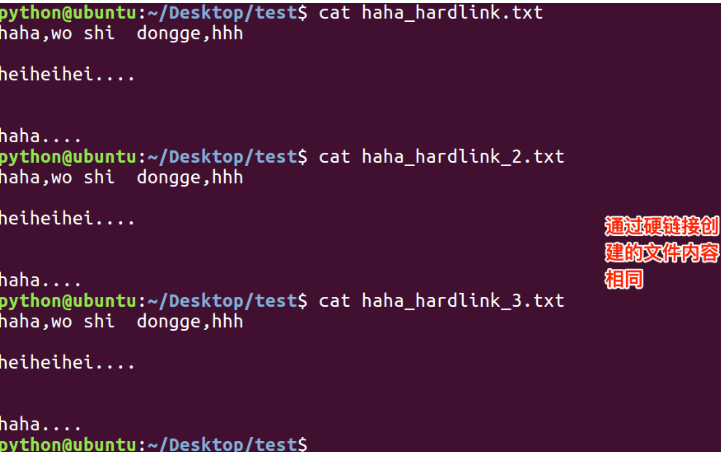 python@ubuntu:~/Desktop/test$ cat haha_hardlink.txt
haha,wo shi  dongge,hhh
heiheihei....
haha....
python@ubuntu:~/Desktop/test$ cat haha_hardlink_2.txt
haha,wo shi  dongge,hhh
heiheihei....
通过硬链接创
建的文件内容
相同
haha....
python@ubuntu:~/Desktop/test$ cat haha_hardlink_3.txt
haha,wo shi  dongge,hhh
heiheihei....
haha....
python@ubuntu:~/Desktop/test$